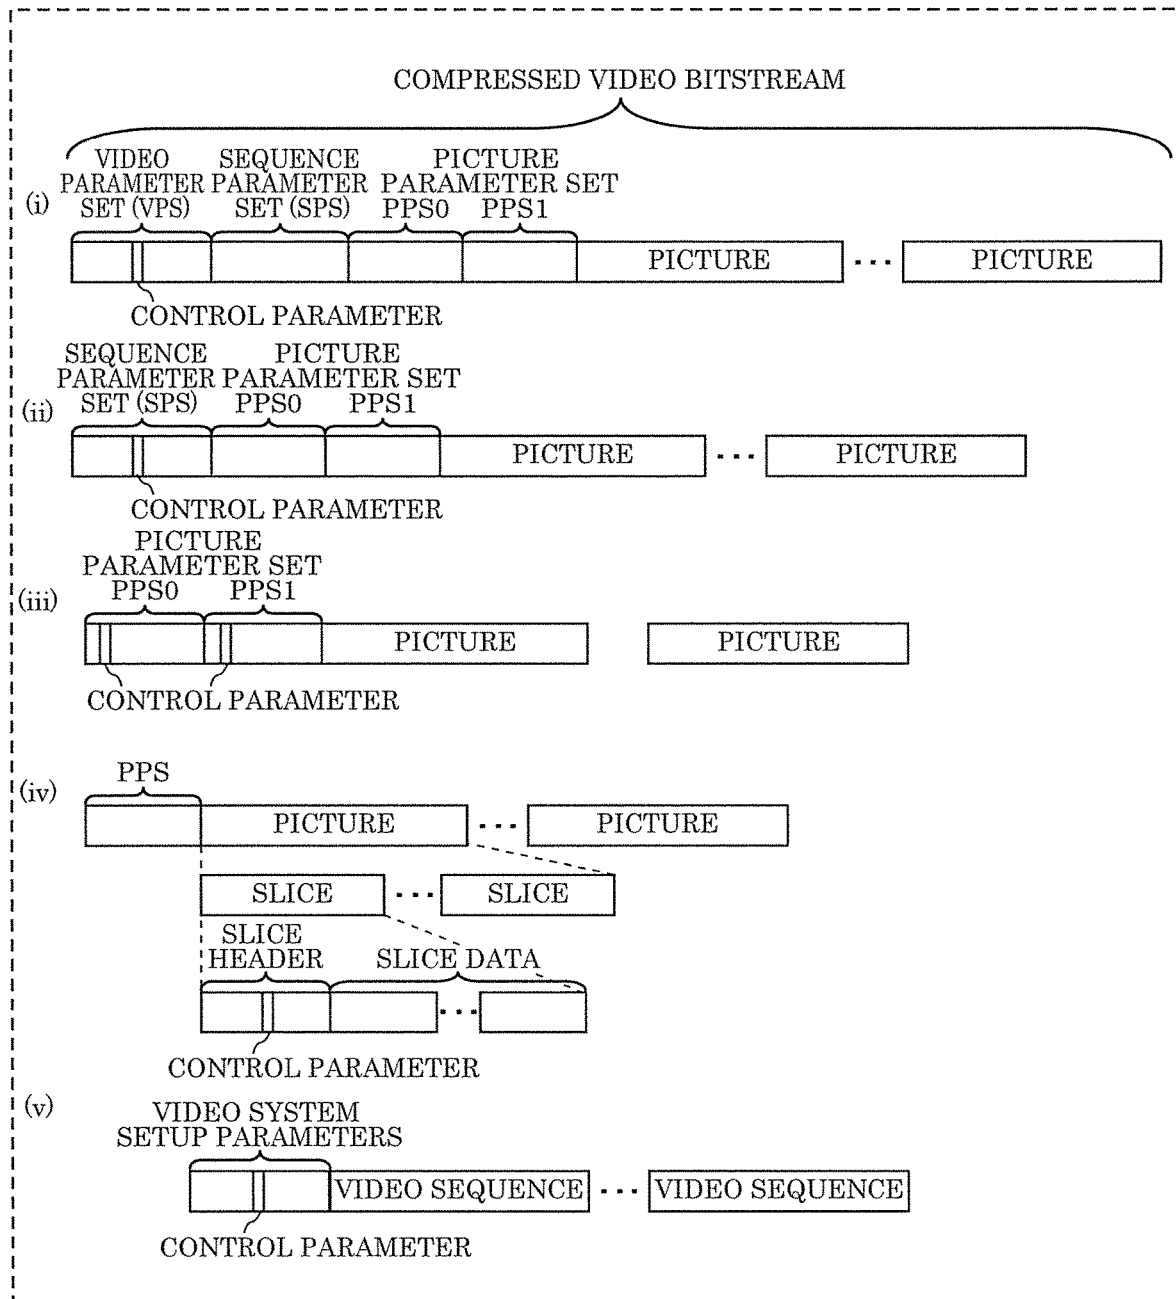 COMPRESSED VIDEO BITSTREAM
VIDEO PARAMETER SET (VPS)
SEQUENCE PARAMETER SET (SPS)
PICTURE PARAMETER SET
PPS0 PPS1
(i)
PICTURE ... PICTURE
CONTROL PARAMETER
SEQUENCE PARAMETER SET (SPS)
PICTURE PARAMETER SET
PPS0 PPS1
(ii)
PICTURE ... PICTURE
CONTROL PARAMETER
PICTURE
PARAMETER SET
PPS0 PPS1
(iii)
PICTURE PICTURE
CONTROL PARAMETER
PPS
(iv)
PICTURE ... PICTURE
SLICE ... SLICE
SLICE HEADER
SLICE DATA
...
CONTROL PARAMETER
(v)
VIDEO SYSTEM
SETUP PARAMETERS
VIDEO SEQUENCE ... VIDEO SEQUENCE
CONTROL PARAMETER